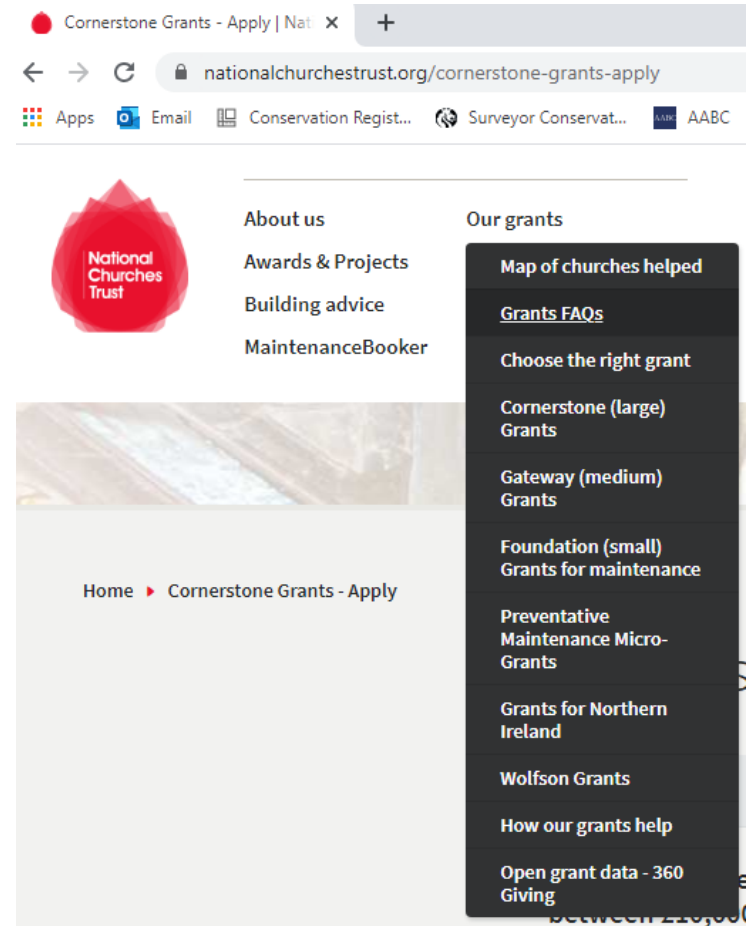 Cornerstone Grants - Apply | Nat
nationalchurchestrust.org/cornerstone-grants-apply
Apps Email Conservation Regist... Surveyor Conservat... AABC AABC
National
Churches
Trust
About us
Awards & Projects
Building advice
MaintenanceBooker
Our grants
Map of churches helped
Grants FAQs
Choose the right grant
Cornerstone (large)
Grants
Gateway (medium)
Grants
Foundation (small)
Grants for maintenance
Preventative
Maintenance Micro-
Grants
Grants for Northern
Ireland
Wolfson Grants
How our grants help
Open grant data - 360
Giving
Home Cornerstone Grants - Apply